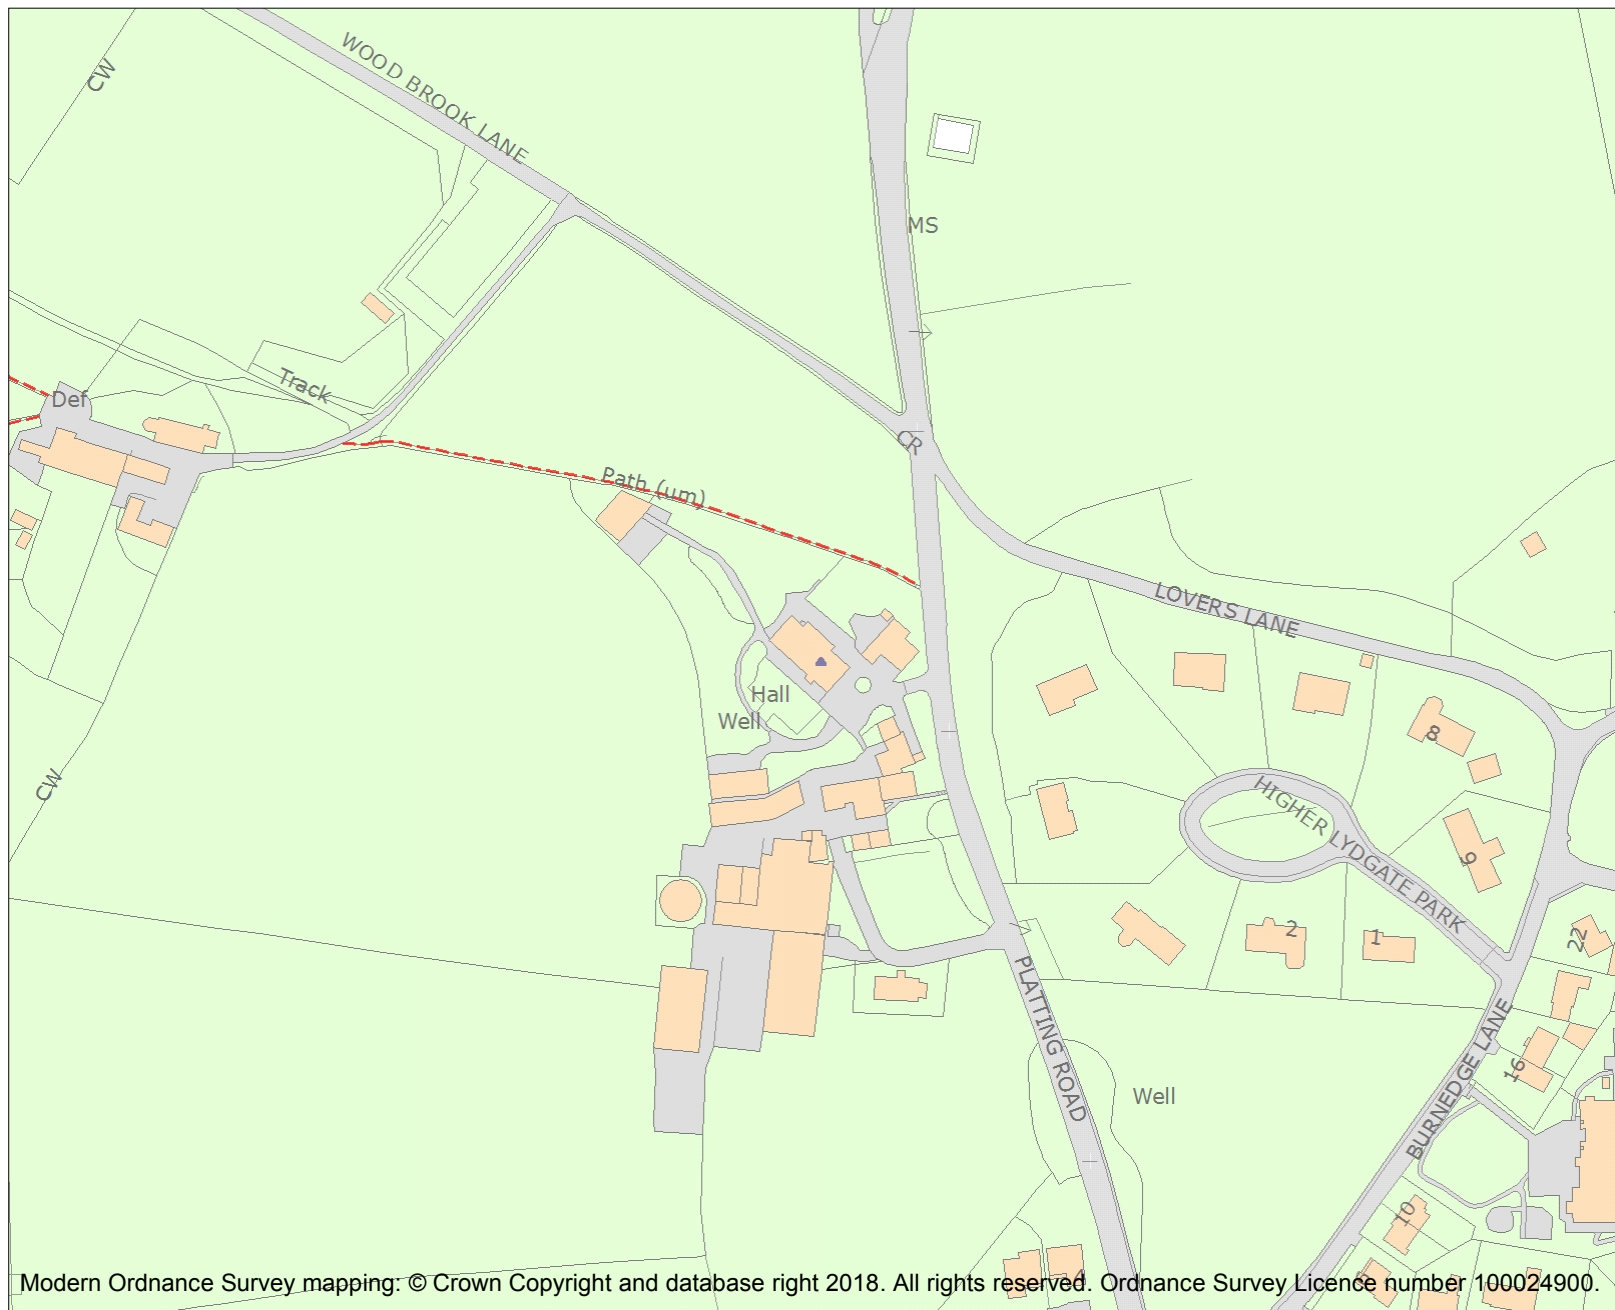 WOOD BROOK LANE
CW
MS
Track
Def
CR
Path (um)
LOVERS LANE
Hall
Well
8
CW
HIGHER LYDGATE PARK
9
2
1
22
PLATTING ROAD
BURNEDGE LANE
16
Well
10
Modern Ordnance Survey mapping: © Crown Copyright and database right 2018. All rights reserved. Ordnance Survey Licence number 100024900.